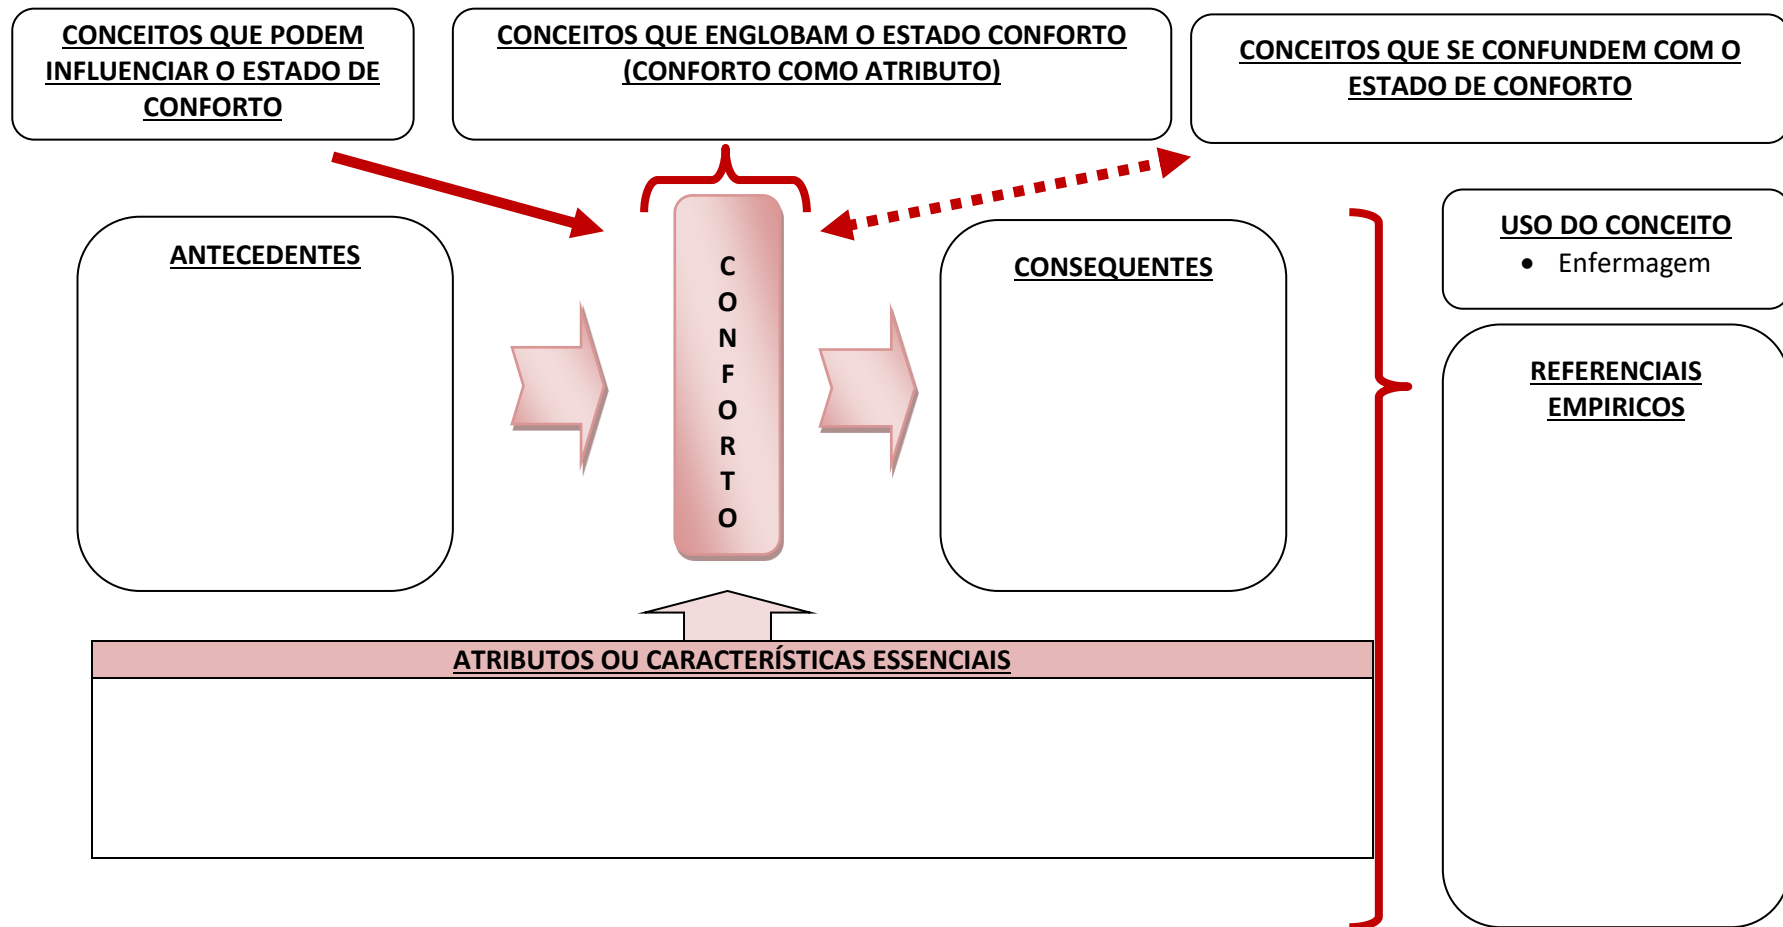 CONCEITOS QUE PODEM
INFLUENCIAR O ESTADO DE
CONFORTO
CONCEITOS QUE ENGLOBAM O ESTADO CONFORTO
(CONFORTO COMO ATRIBUTO)
CONCEITOS QUE SE CONFUNDEM COM O
ESTADO DE CONFORTO
ANTECEDENTES
C
O
N
F
O
R
T
O
CONSEQUENTES
USO DO CONCEITO
• Enfermagem
REFERENCIAIS
EMPIRICOS
ATRIBUTOS OU CARACTERÍSTICAS ESSENCIAIS